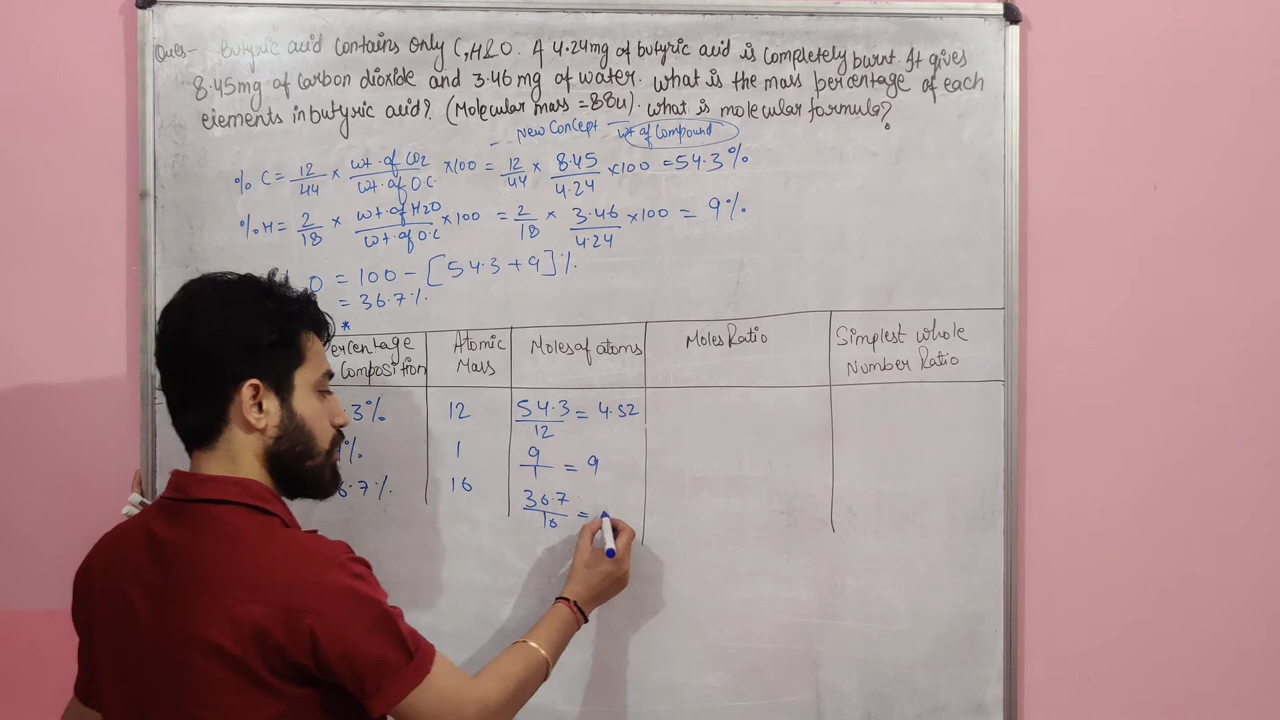 Ques- Butyric acid contains only C, H & O. A 4.24mg of butyric acid is completely burnt. It gives
8.45mg of carbon dioxide and 3.46 mg of water. What is the mass percentage of each
elements in butyric acid? (Molecular mass = 88u). What is molecular formula?
- New Concept - wt of Compound
% C = 12/44 × wt. of CO2/wt. of O.C. ×100 = 12/44 × 8.45/4.24 ×100 = 54.3%
% H = 2/18 × wt. of H2O/wt. of O.C ×100 = 2/18 × 3.46/4.24 ×100 = 9%
O = 100 - [54.3+9]%
= 36.7%
*
ercentage Composition Atomic Mass Moles of atoms Moles Ratio Simplest whole Number Ratio
.3% 12 54.3/12 = 4.52
% 1 9/1 = 9
6.7% 16 36.7/16 =